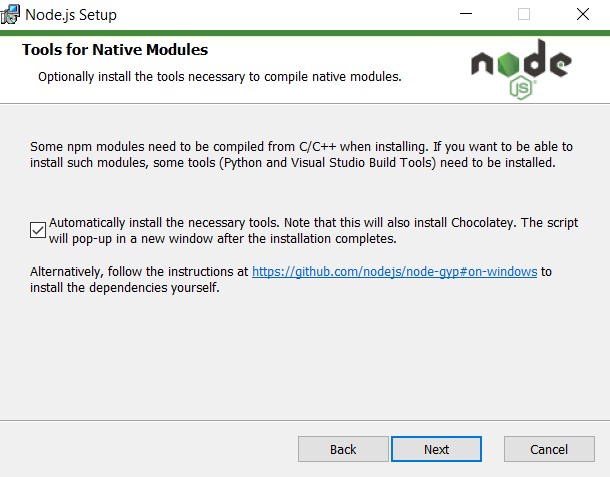 Node.js Setup
Tools for Native Modules
Optionally install the tools necessary to compile native modules.
node
JS
Some npm modules need to be compiled from C/C++ when installing. If you want to be able to
install such modules, some tools (Python and Visual Studio Build Tools) need to be installed.
Automatically install the necessary tools. Note that this will also install Chocolatey. The script
will pop-up in a new window after the installation completes.
Alternatively, follow the instructions at https://github.com/nodejs/node-gyp#on-windows to
install the dependencies yourself.
Back Next Cancel